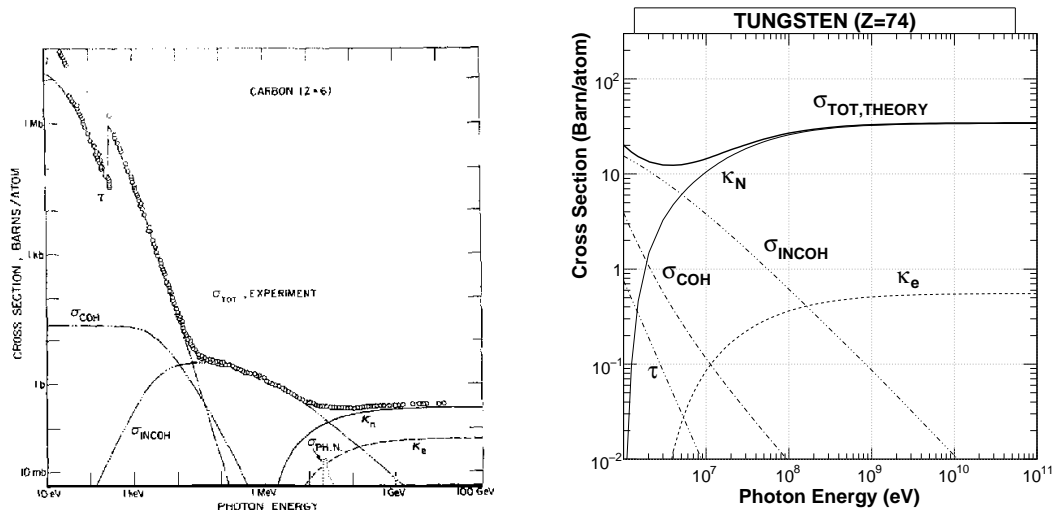 CARBON (Z=6)
CROSS SECTION, BARNS/ATOM
1 Mb
1 kb
1 b
10 mb
τ
σTOT, EXPERIMENT
σCOH
σINCOH
σPH.N.
κn
κe
10 eV
1 keV
1 MeV
1 GeV
100 GeV
PHOTON ENERGY
TUNGSTEN (Z=74)
Cross Section (Barn/atom)
10²
10
1
10⁻¹
10⁻²
σTOT,THEORY
κN
σINCOH
σCOH
κe
τ
10⁷
10⁸
10⁹
10¹⁰
10¹¹
Photon Energy (eV)